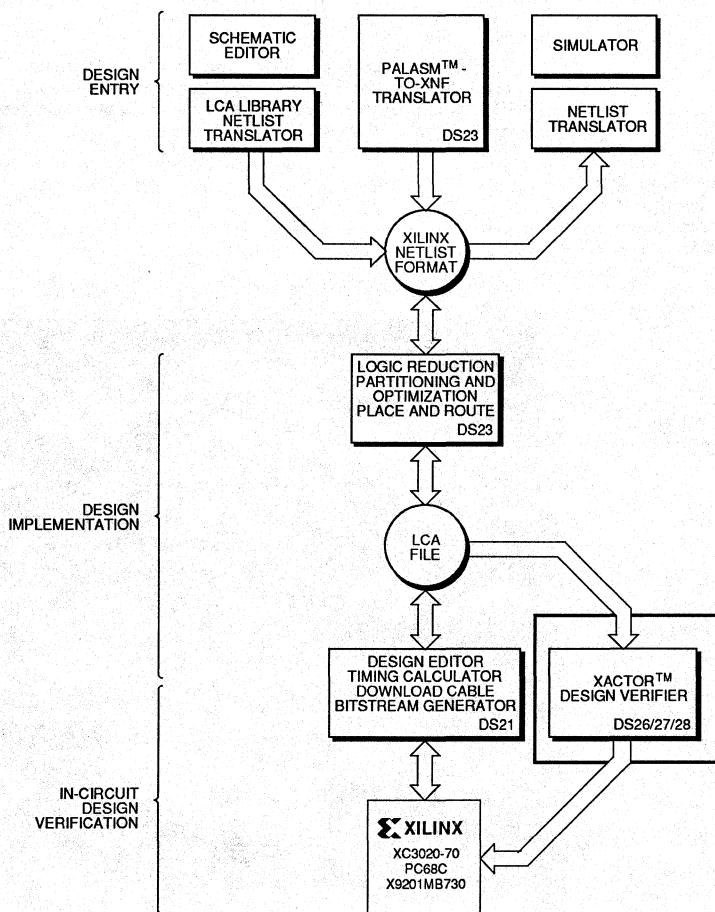 DESIGN
ENTRY
SCHEMATIC
EDITOR
LCA LIBRARY
NETLIST
TRANSLATOR
PALASM™ -
TO-XNF
TRANSLATOR
DS23
SIMULATOR
NETLIST
TRANSLATOR
XILINX
NETLIST
FORMAT
DESIGN
IMPLEMENTATION
LOGIC REDUCTION
PARTITIONING AND
OPTIMIZATION
PLACE AND ROUTE
DS23
LCA
FILE
DESIGN EDITOR
TIMING CALCULATOR
DOWNLOAD CABLE
BITSTREAM GENERATOR
DS21
XACTOR™
DESIGN VERIFIER
DS26/27/28
IN-CIRCUIT
DESIGN
VERIFICATION
XILINX
XC3020-70
PC68C
X9201MB730